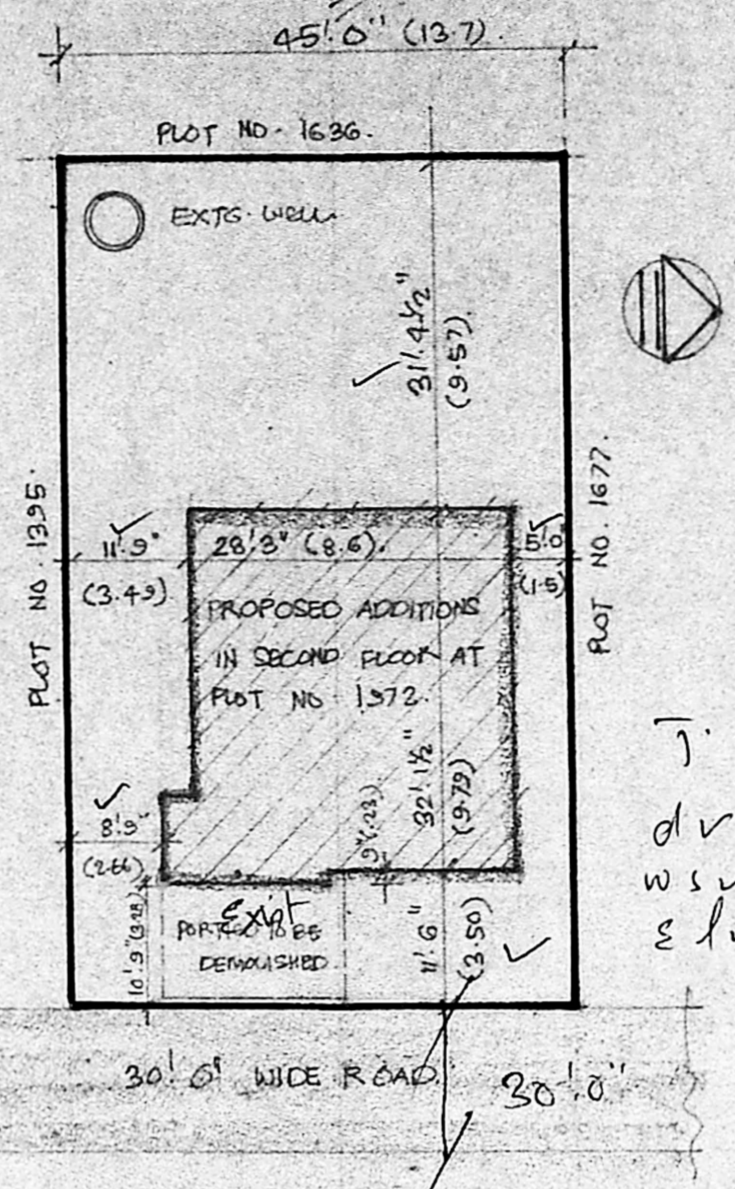 45'.0" (13.7).
PLOT NO. 1636.
EXTG. WELL
31'.4½"
(9.57).
PLOT NO. 1395.
PLOT NO. 1677.
11'.9" 28'.3" (8.6). 5'.0"
(3.49) (1.5)
PROPOSED ADDITIONS
IN SECOND FLOOR AT
PLOT NO 1972.
32'.1½"
(9.79)
9"(.23)
8'.9"
(2.66)
10'.9"(3.28)
Exist
TO BE
DEMOLISHED.
11'.6"
(3.50)
30'.0" WIDE ROAD.
30'.0"